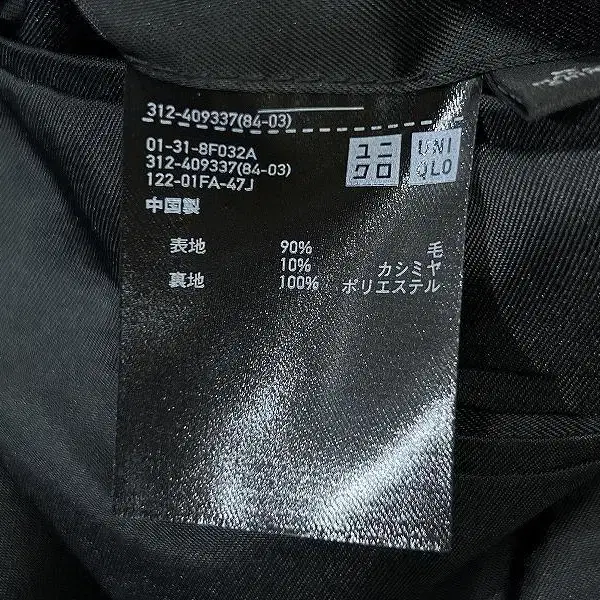 312-409337(84-03)
01-31-8F032A
312-409337(84-03)
122-01FA-47J
中国製
ユニ
クロ
UNI
QLO
表地 90% 毛
10% カシミヤ
裏地 100% ポリエステル